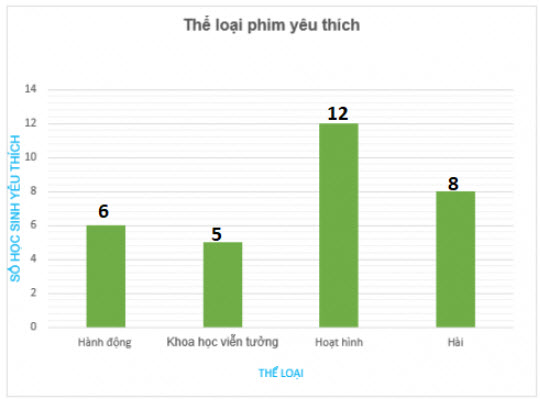 Thể loại phim yêu thích
14
12
10
8
6
4
2
0
SỐ HỌC SINH YÊU THÍCH
6
5
12
8
Hành động
Khoa học viễn tưởng
Hoạt hình
Hài
THỂ LOẠI